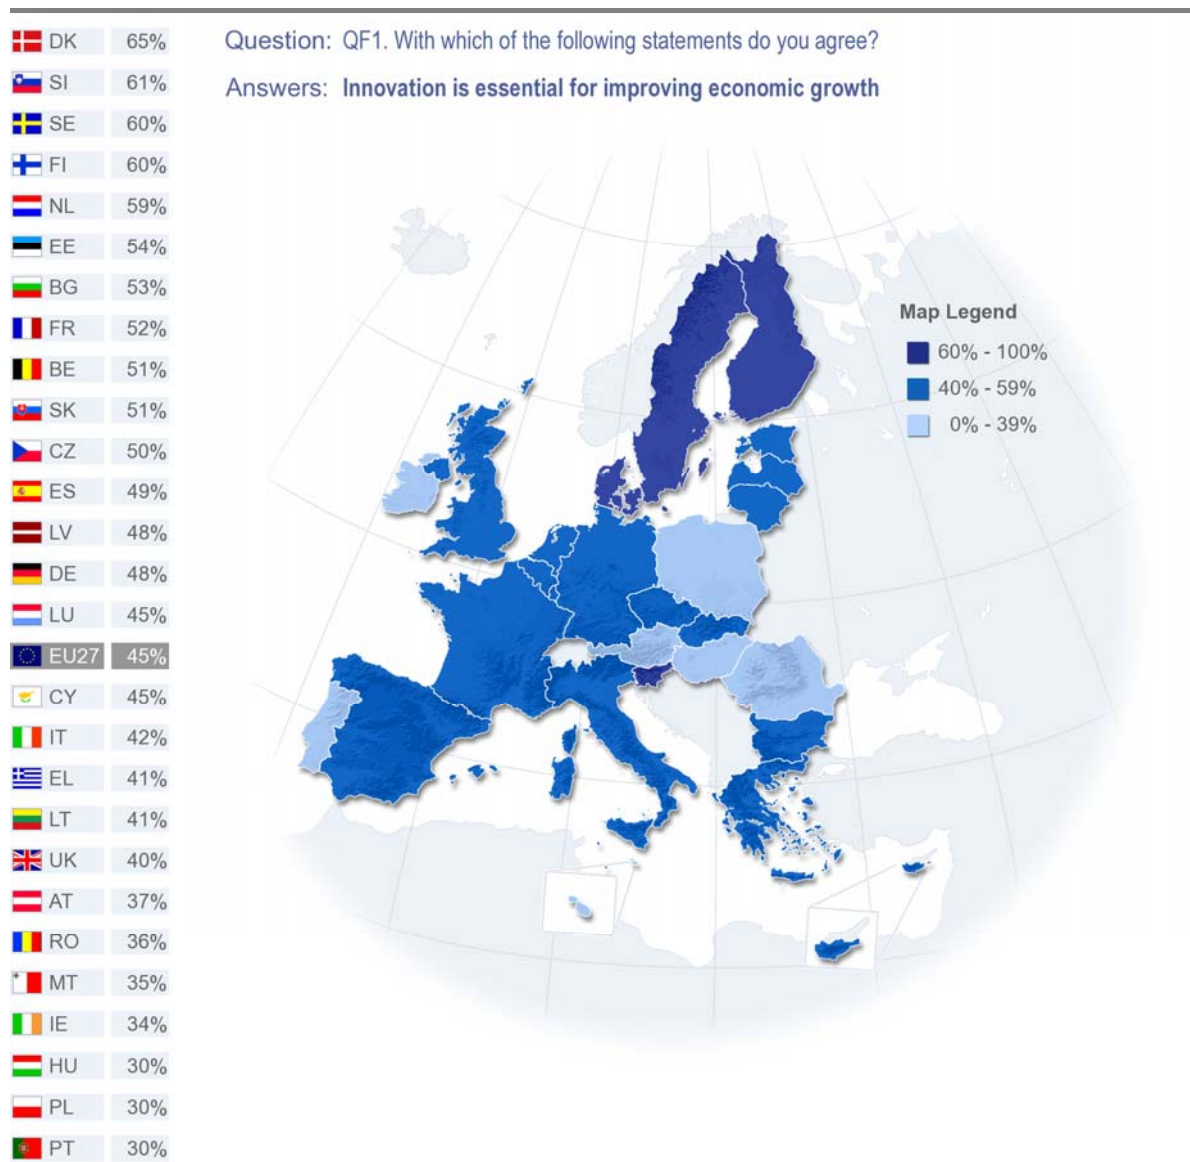 Question: QF1. With which of the following statements do you agree?
Answers: Innovation is essential for improving economic growth
DK 65%
SI 61%
SE 60%
FI 60%
NL 59%
EE 54%
BG 53%
FR 52%
BE 51%
SK 51%
CZ 50%
ES 49%
LV 48%
DE 48%
LU 45%
EU27 45%
CY 45%
IT 42%
EL 41%
LT 41%
UK 40%
AT 37%
RO 36%
MT 35%
IE 34%
HU 30%
PL 30%
PT 30%
Map Legend
60% - 100%
40% - 59%
0% - 39%